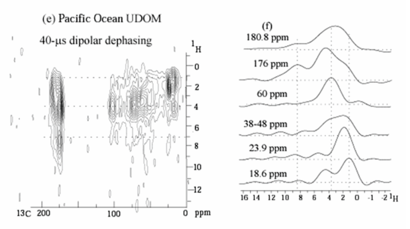 (e) Pacific Ocean UDOM
40-μs dipolar dephasing
1H
0
2
4
6
8
10
12
13C 200 100 0 ppm
(f)
180.8 ppm
176 ppm
60 ppm
38-48 ppm
23.9 ppm
18.6 ppm
16 14 12 10 8 6 4 2 0 -1 -2 1H